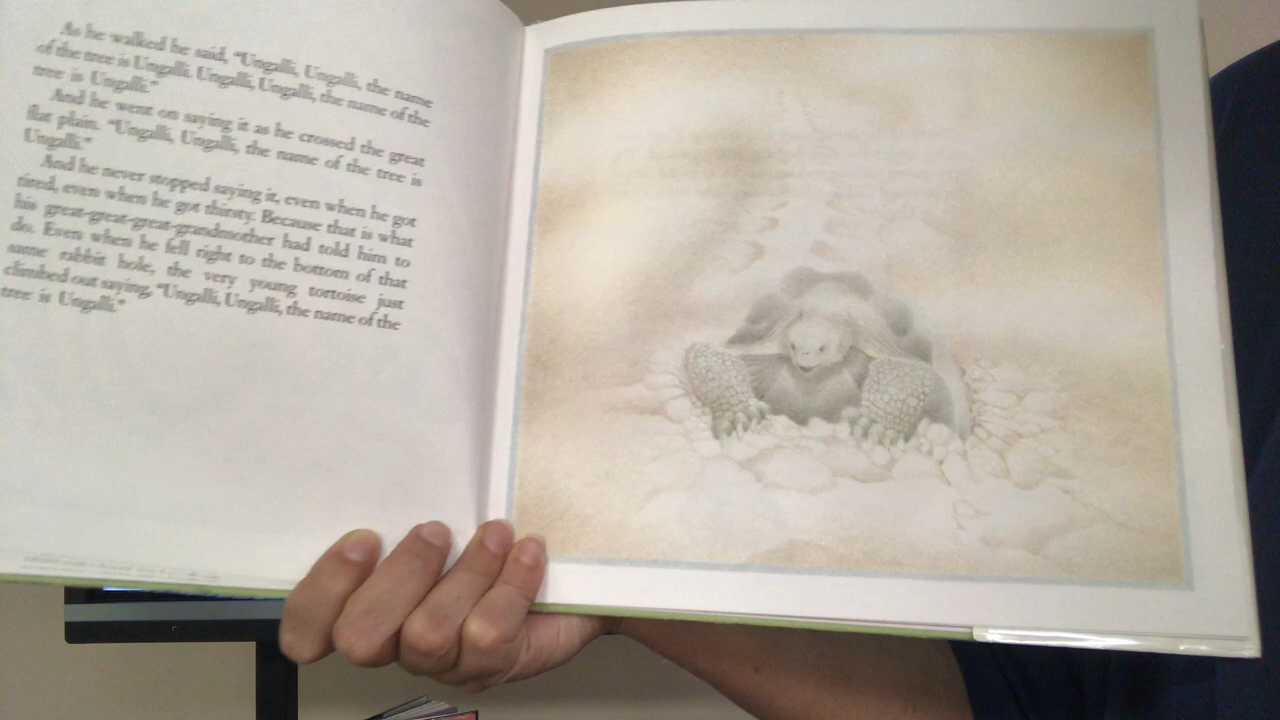 As he walked he said, "Ungalli, Ungalli, the name
of the tree is Ungalli. Ungalli, Ungalli, the name of the
tree is Ungalli."
And he went on saying it as he crossed the great
flat plain. "Ungalli, Ungalli, the name of the tree is
Ungalli."
And he never stopped saying it, even when he got
tired, even when he got thirsty. Because that is what
his great-great-great-grandmother had told him to
do. Even when he fell right to the bottom of that
same rabbit hole, the very young tortoise just
climbed out saying, "Ungalli, Ungalli, the name of the
tree is Ungalli."